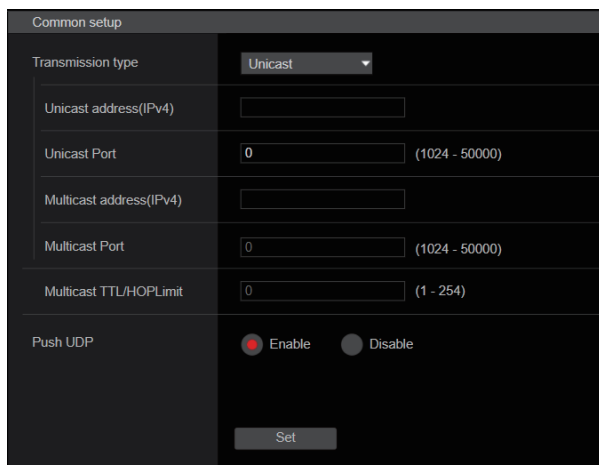 Common setup
Transmission type Unicast
Unicast address(IPv4)
Unicast Port 0 (1024 - 50000)
Multicast address(IPv4)
Multicast Port 0 (1024 - 50000)
Multicast TTL/HOPLimit 0 (1 - 254)
Push UDP Enable Disable
Set